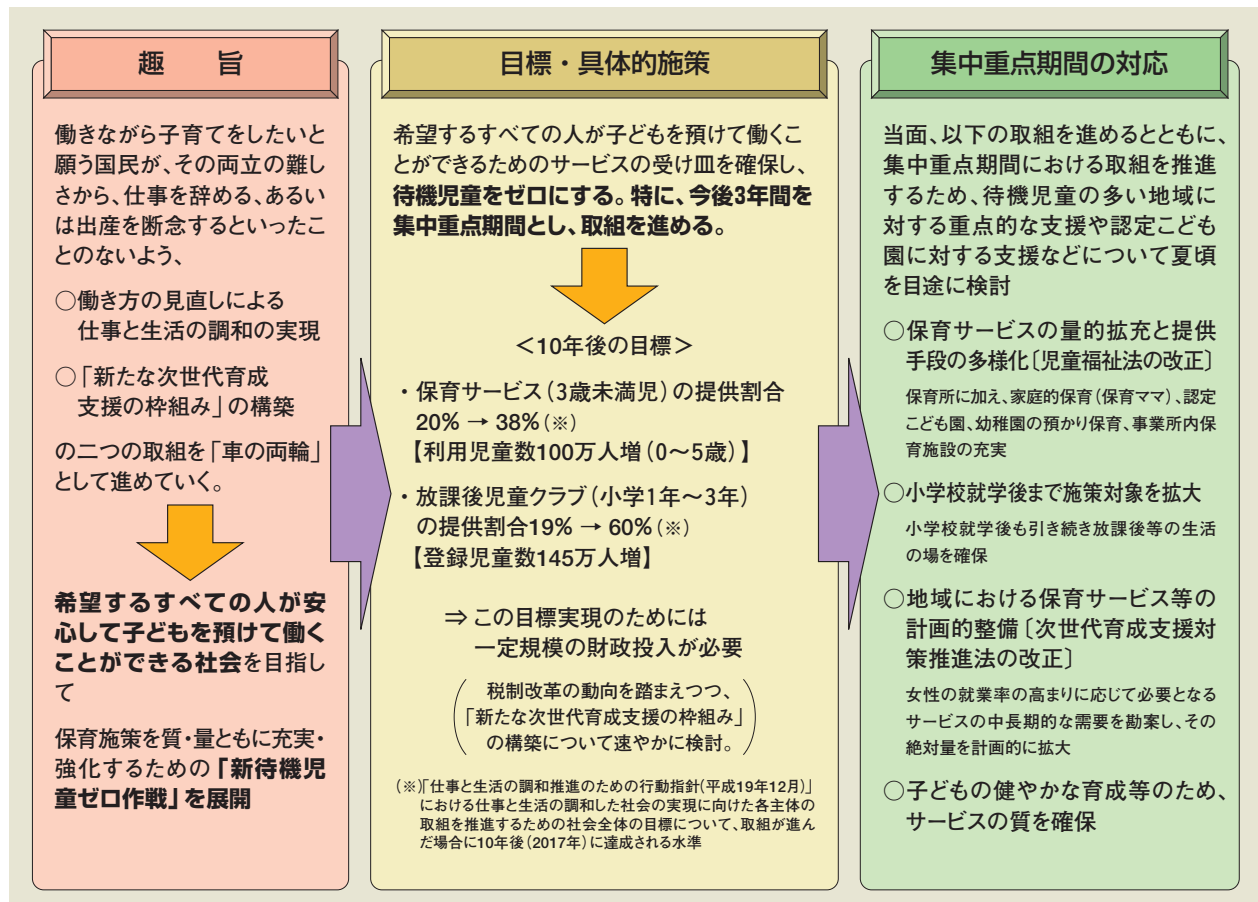 趣　旨
働きながら子育てをしたいと
願う国民が、その両立の難し
さから、仕事を辞める、あるい
は出産を断念するといったこ
とのないよう、
○働き方の見直しによる
仕事と生活の調和の実現
○「新たな次世代育成
支援の枠組み」の構築
の二つの取組を「車の両輪」
として進めていく。
希望するすべての人が安
心して子どもを預けて働く
ことができる社会を目指し
て
保育施策を質・量ともに充実・
強化するための「新待機児
童ゼロ作戦」を展開
目標・具体的施策
希望するすべての人が子どもを預けて働くこ
とができるためのサービスの受け皿を確保し、
待機児童をゼロにする。特に、今後3年間を
集中重点期間とし、取組を進める。
＜10年後の目標＞
・保育サービス（3歳未満児）の提供割合
20% → 38%（※）
【利用児童数100万人増（0～5歳）】
・放課後児童クラブ（小学1年～3年）
の提供割合19% → 60%（※）
【登録児童数145万人増】
⇒ この目標実現のためには
一定規模の財政投入が必要
（税制改革の動向を踏まえつつ、
「新たな次世代育成支援の枠組み」
の構築について速やかに検討。）
（※）「仕事と生活の調和推進のための行動指針(平成19年12月)」
における仕事と生活の調和した社会の実現に向けた各主体の
取組を推進するための社会全体の目標について、取組が進ん
だ場合に10年後（2017年）に達成される水準
集中重点期間の対応
当面、以下の取組を進めるとともに、
集中重点期間における取組を推進
するため、待機児童の多い地域に
対する重点的な支援や認定こども
園に対する支援などについて夏頃
を目途に検討
○保育サービスの量的拡充と提供
手段の多様化〔児童福祉法の改正〕
保育所に加え、家庭的保育（保育ママ）、認定
こども園、幼稚園の預かり保育、事業所内保
育施設の充実
○小学校就学後まで施策対象を拡大
小学校就学後も引き続き放課後等の生活
の場を確保
○地域における保育サービス等の
計画的整備〔次世代育成支援対
策推進法の改正〕
女性の就業率の高まりに応じて必要となる
サービスの中長期的な需要を勘案し、その
絶対量を計画的に拡大
○子どもの健やかな育成等のため、
サービスの質を確保